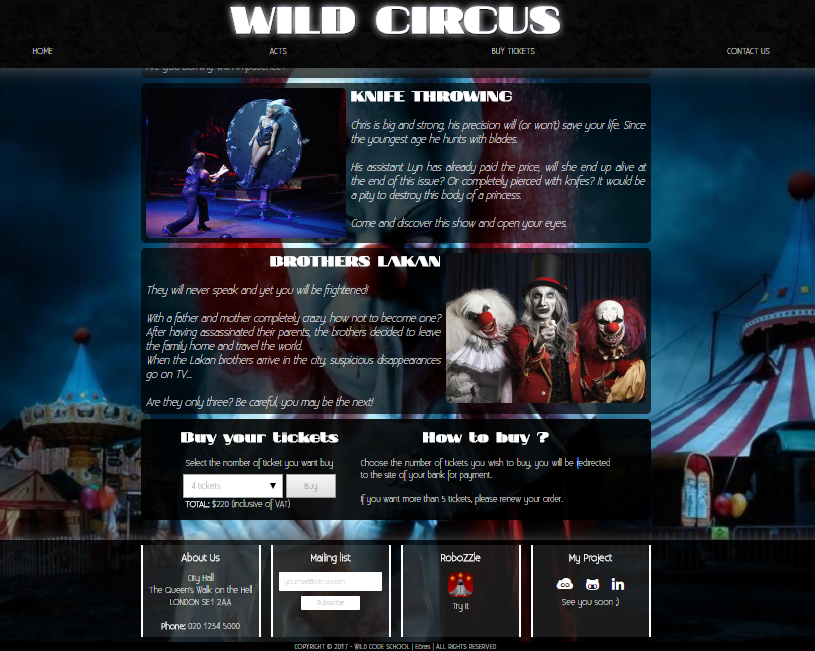 WILD CIRCUS
HOME ACTS BUY TICKETS CONTACT US
KNIFE THROWING
Chris is big and strong, his precision will (or won't) save your life. Since
the youngest age he hunts with blades.
His assistant Lyn has already paid the price, will she end up alive at
the end of this issue? Or completely pierced with knifes? It would be
a pity to destroy this body of a princess.
Come and discover this show and open your eyes.
BROTHERS LAKAN
They will never speak and yet you will be frightened!
With a father and mother completely crazy, how not to become one?
After having assassinated their parents, the brothers decided to leave
the family home and travel the world.
When the Lakan brothers arrive in the city, suspicious disappearances
go on TV...
Are they only three? Be careful, you may be the next!
Buy your tickets
Select the nomber of ticket you want buy
4 tickets Buy
TOTAL: $220 (inclusive of VAT)
How to buy ?
Choose the number of tickets you wish to buy, you will be redirected
to the site of your bank for payment.
If you want more than 5 tickets, please renew your order.
About Us
City Hall
The Queen's Walk on the Hell
LONDON SE1 2AA
Phone: 020 1234 5000
Mailing list
yourmail@circus.com
Subscribe
RoboZZle
Try it
My Project
in
See you soon ;)
COPYRIGHT © 2017 - WILD CODE SCHOOL | Eöras | ALL RIGHTS RESERVED